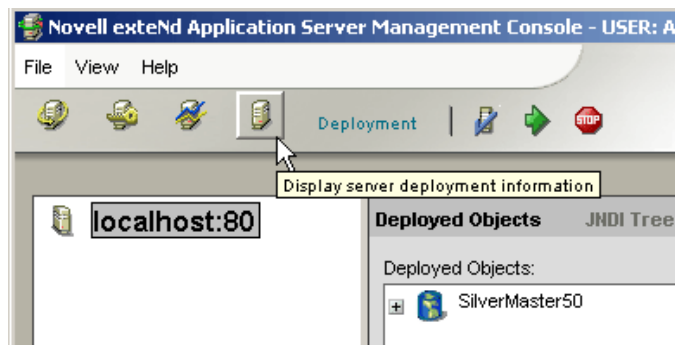 Novell exteNd Application Server Management Console - USER: A
File View Help
Deployment STOP
Display server deployment information
localhost:80
Deployed Objects JNDI Tree
Deployed Objects:
SilverMaster50